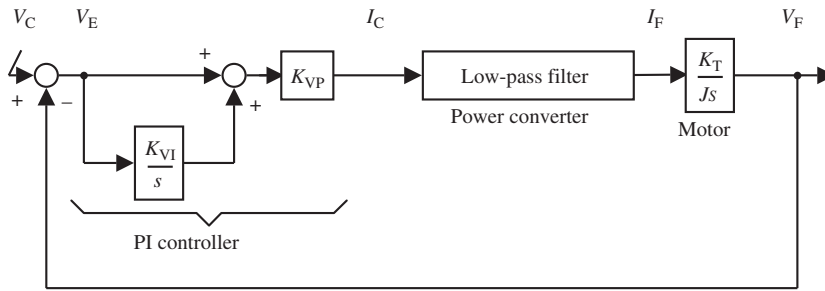 V_C V_E I_C I_F V_F
+ − + +
K_VP
Low-pass filter
Power converter
K_T
Js
Motor
K_VI
s
PI controller